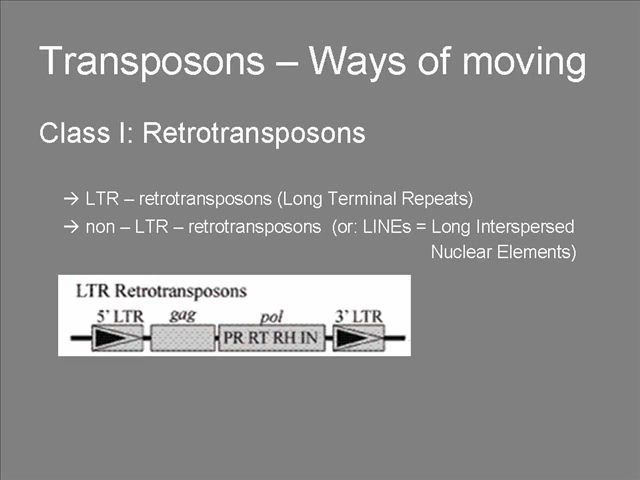 Transposons – Ways of moving
Class I: Retrotransposons
→ LTR – retrotransposons (Long Terminal Repeats)
→ non – LTR – retrotransposons (or: LINEs = Long Interspersed
Nuclear Elements)
LTR Retrotransposons
5' LTR gag pol 3' LTR
PR RT RH IN